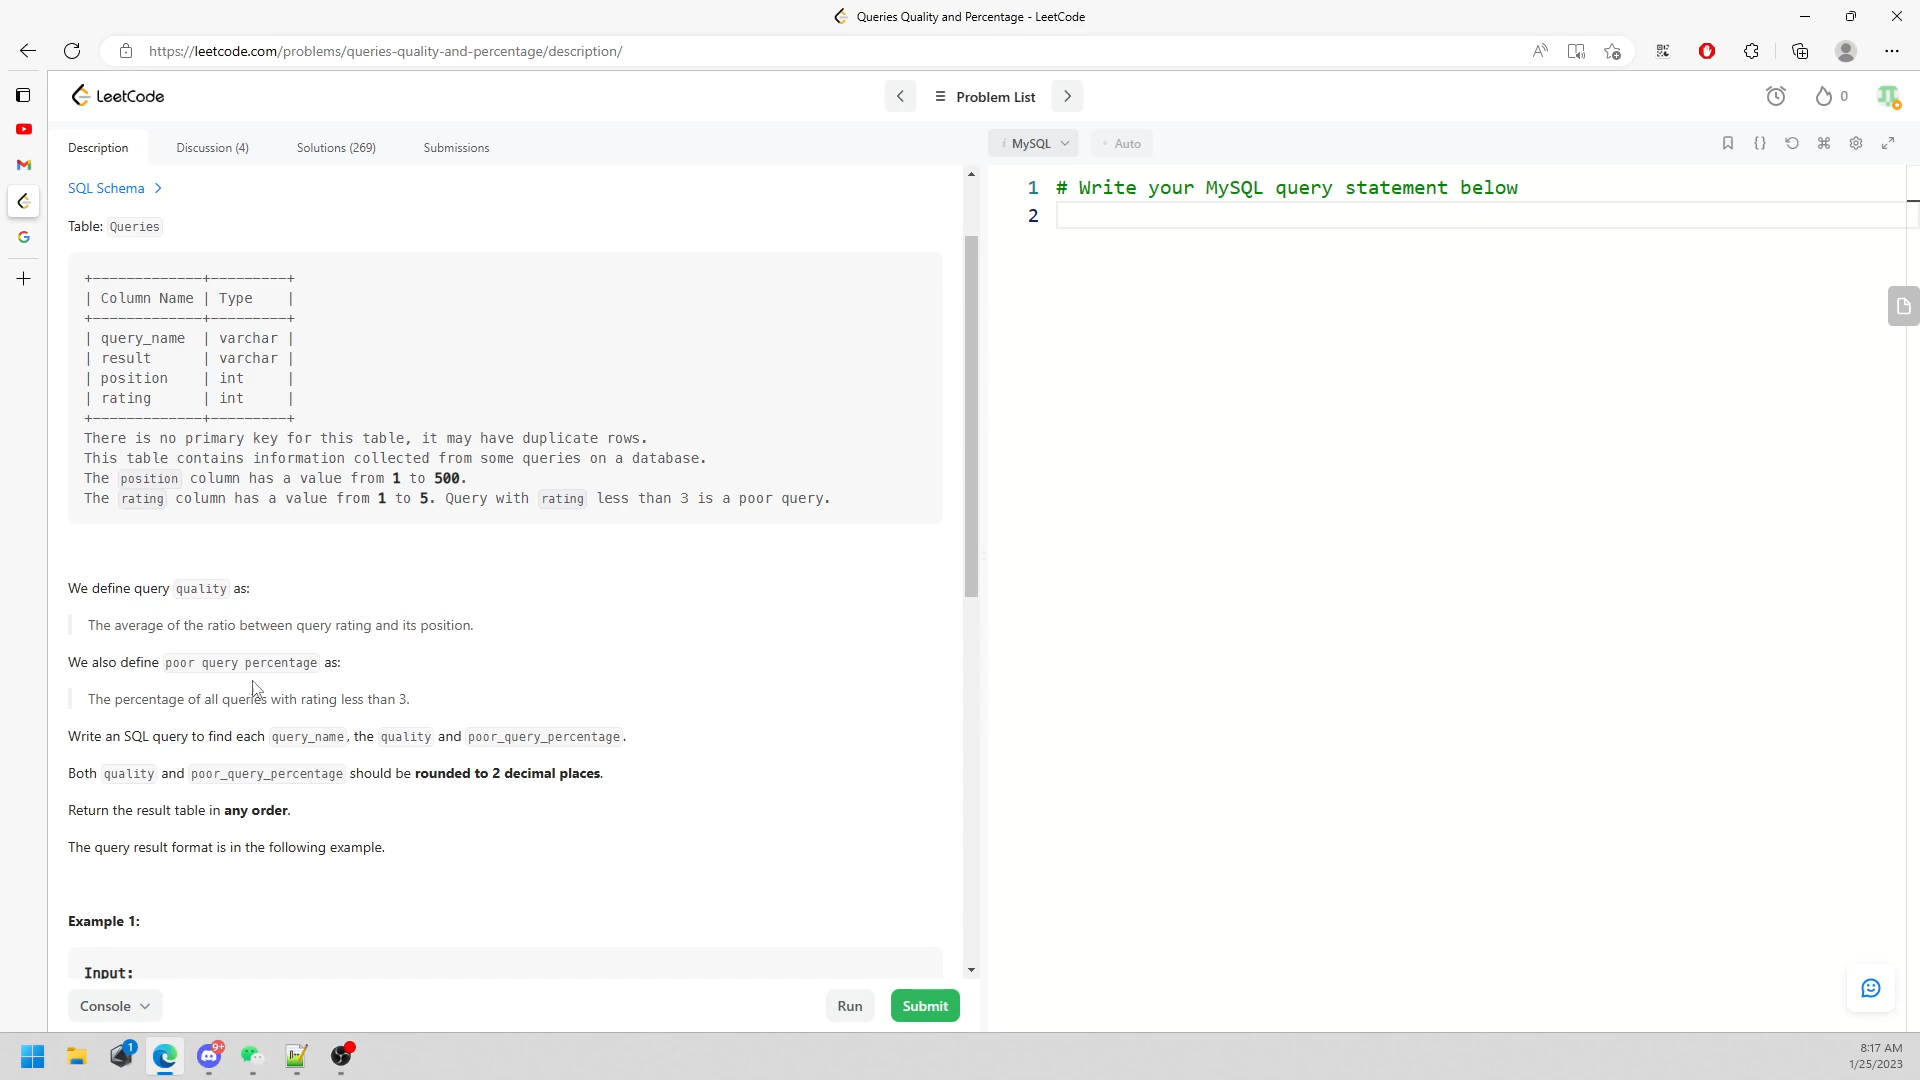 Queries Quality and Percentage - LeetCode
https://leetcode.com/problems/queries-quality-and-percentage/description/
LeetCode
Problem List
0
Description
Discussion (4)
Solutions (269)
Submissions
i MySQL
Auto
SQL Schema
Table: Queries
+-------------+---------+
| Column Name | Type    |
+-------------+---------+
| query_name  | varchar |
| result      | varchar |
| position    | int     |
| rating      | int     |
+-------------+---------+
There is no primary key for this table, it may have duplicate rows.
This table contains information collected from some queries on a database.
The position column has a value from 1 to 500.
The rating column has a value from 1 to 5. Query with rating less than 3 is a poor query.
We define query quality as:
The average of the ratio between query rating and its position.
We also define poor query percentage as:
The percentage of all queries with rating less than 3.
Write an SQL query to find each query_name, the quality and poor_query_percentage.
Both quality and poor_query_percentage should be rounded to 2 decimal places.
Return the result table in any order.
The query result format is in the following example.
Example 1:
Input:
1 # Write your MySQL query statement below
2
Console
Run
Submit
1
9+
8:17 AM
1/25/2023